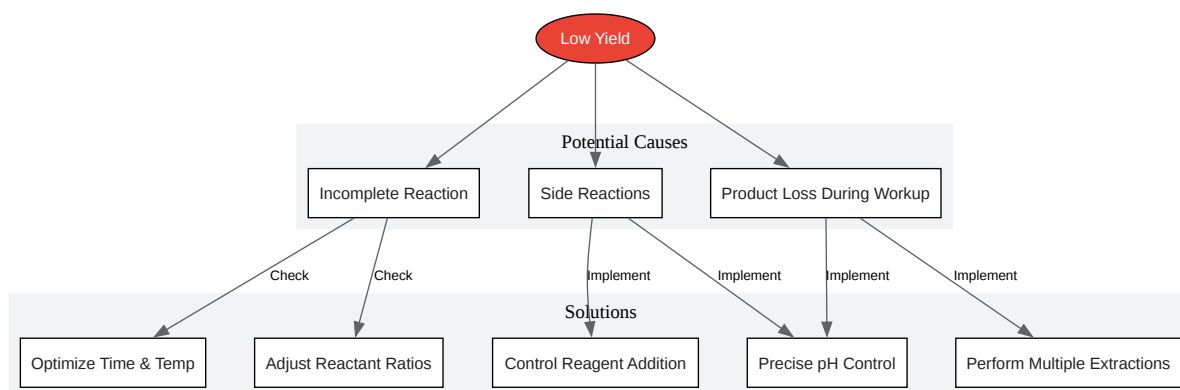 Low Yield
Potential Causes
Incomplete Reaction
Side Reactions
Product Loss During Workup
Check
Check
Implement
Implement
Implement
Implement
Solutions
Optimize Time & Temp
Adjust Reactant Ratios
Control Reagent Addition
Precise pH Control
Perform Multiple Extractions